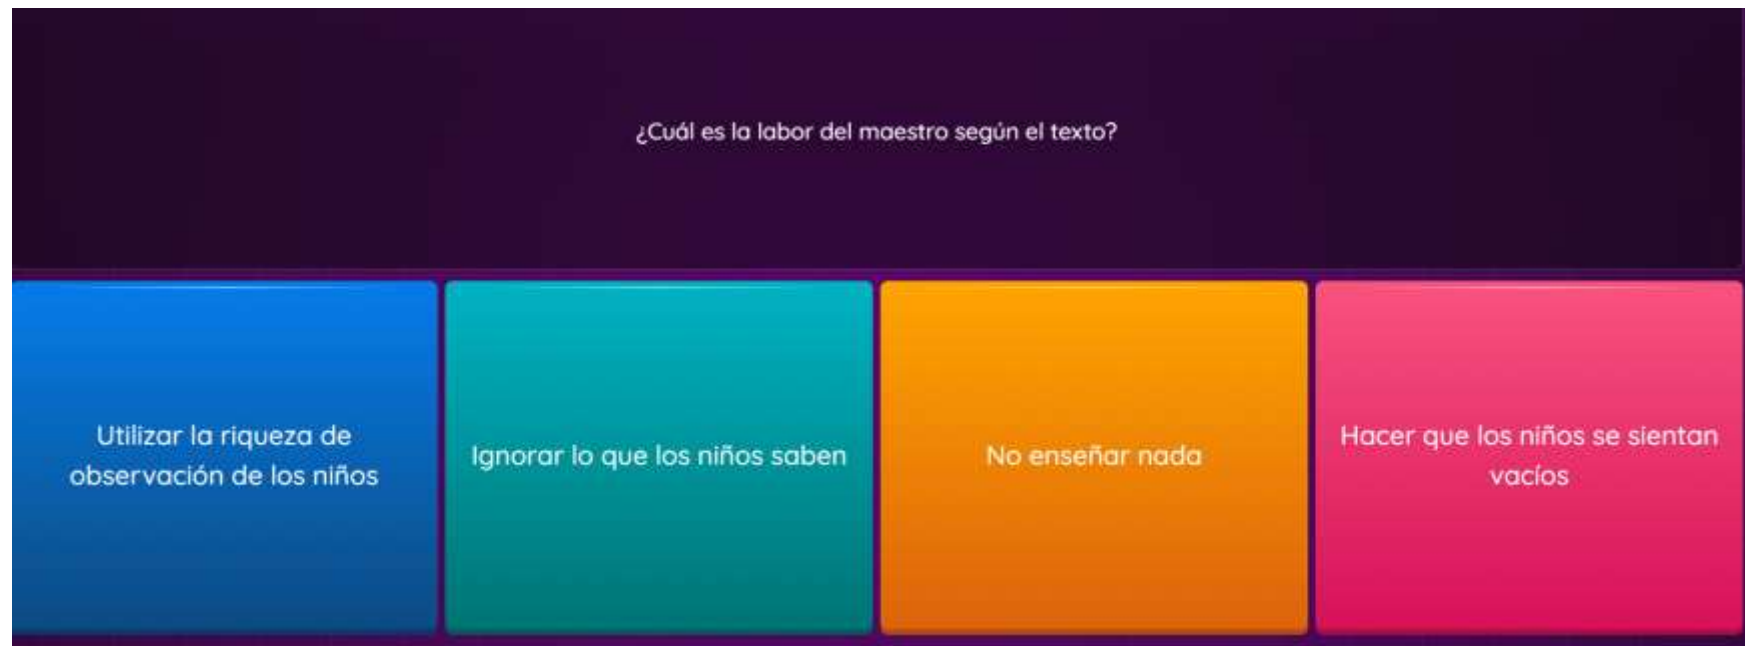 ¿Cuál es la labor del maestro según el texto?
Utilizar la riqueza de
observación de los niños
Ignorar lo que los niños saben
No enseñar nada
Hacer que los niños se sientan
vacíos